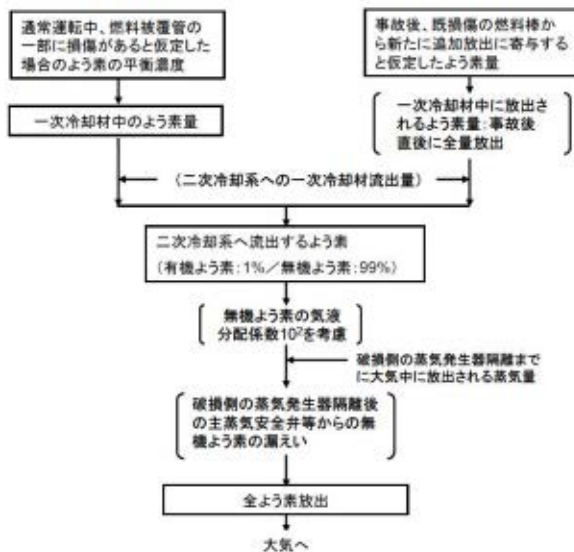 通常運転中、燃料被覆管の
一部に損傷があると仮定した
場合のよう素の平衡濃度
事故後、既損傷の燃料棒か
ら新たに追加放出に寄与する
と仮定したよう素量
一次冷却材中のよう素量
一次冷却材中に放出さ
れるよう素量:事故後
直後に全量放出
(二次冷却系への一次冷却材流出量)
二次冷却系へ流出するよう素
(有機よう素:1%/無機よう素:99%)
無機よう素の気液
分配係数10²を考慮
破損側の蒸気発生器隔離まで
に大気中に放出される蒸気量
破損側の蒸気発生器隔離後
の主蒸気安全弁等からの無
機よう素の漏えい
全よう素放出
大気へ